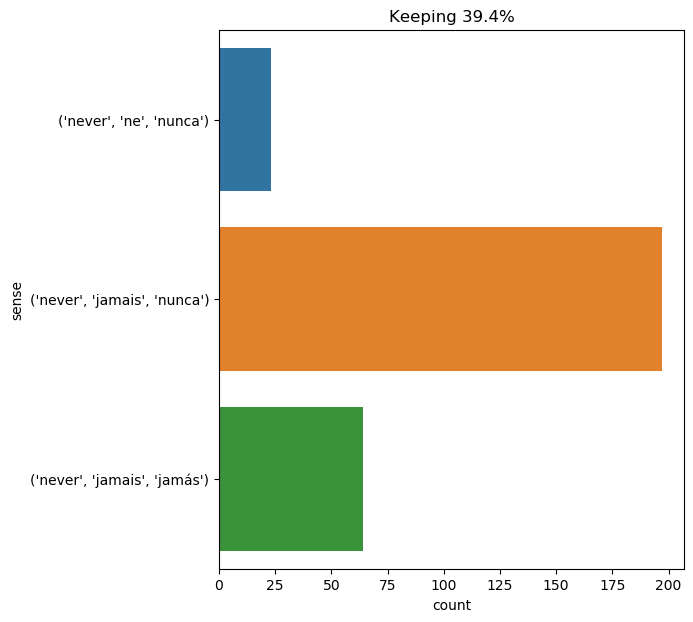 Keeping 39.4%
('never', 'ne', 'nunca')
('never', 'jamais', 'nunca')
('never', 'jamais', 'jamás')
sense
0 25 50 75 100 125 150 175 200
count